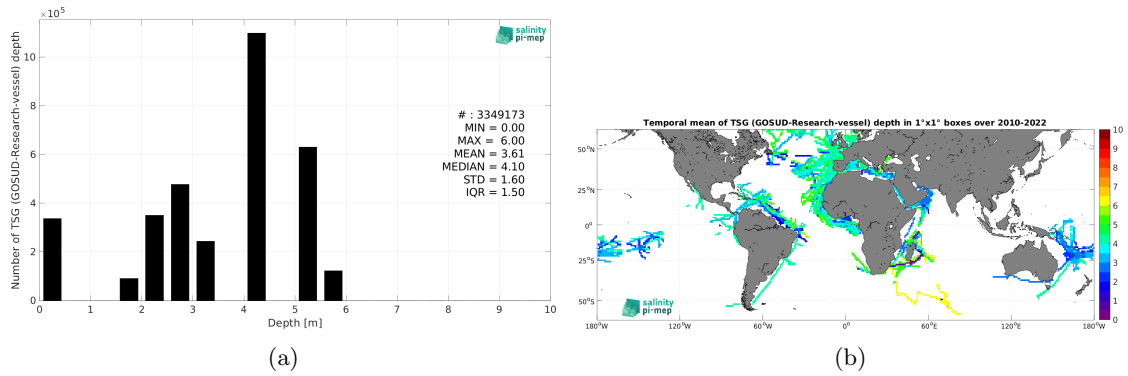 ×10⁵
10
8
6
4
2
0
Number of TSG (GOSUD-Research-vessel) depth
0 1 2 3 4 5 6 7 8 9 10
Depth [m]
salinity
pi-mep
# : 3349173
MIN = 0.00
MAX = 6.00
MEAN = 3.61
MEDIAN = 4.10
STD = 1.60
IQR = 1.50
(a)
Temporal mean of TSG (GOSUD-Research-vessel) depth in 1°x1° boxes over 2010-2022
50°N
25°N
0°
25°S
50°S
180°W 120°W 60°W 0° 60°E 120°E 180°W
salinity
pi-mep
10
9
8
7
6
5
4
3
2
1
0
(b)